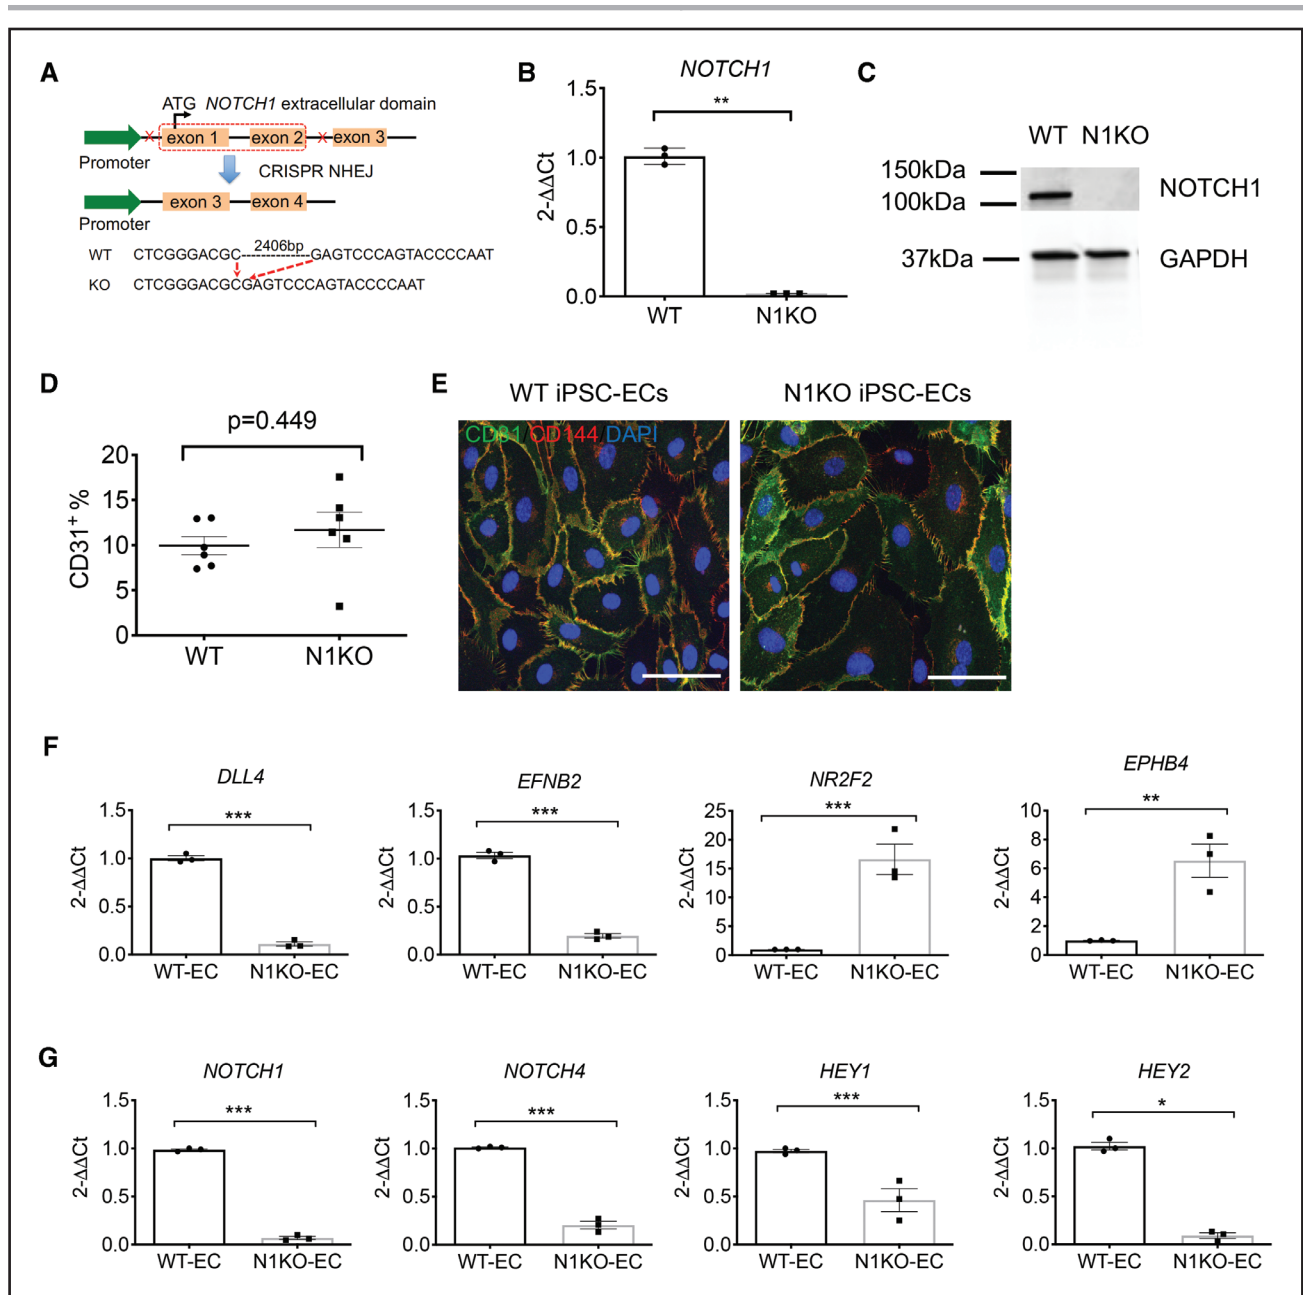 A
ATG NOTCH1 extracellular domain
exon 1 exon 2 exon 3
Promoter
CRISPR NHEJ
exon 3 exon 4
Promoter
2406bp
WT CTCGGGACGC GAGTCCCAGTACCCCAAT
KO CTCGGGACGCGAGTCCCAGTACCCCAAT
B
NOTCH1
**
1.5
1.0
0.5
0.0
2-ΔΔCt
WT N1KO
C
WT N1KO
150kDa
100kDa
NOTCH1
37kDa
GAPDH
D
p=0.449
20
15
10
5
0
CD31+ %
WT N1KO
E
WT iPSC-ECs N1KO iPSC-ECs
CD31 CD144 DAPI
F
DLL4
***
1.5
1.0
0.5
0.0
2-ΔΔCt
WT-EC N1KO-EC
EFNB2
***
1.5
1.0
0.5
0.0
2-ΔΔCt
WT-EC N1KO-EC
NR2F2
***
25
20
15
10
5
0
2-ΔΔCt
WT-EC N1KO-EC
EPHB4
**
10
8
6
4
2
0
2-ΔΔCt
WT-EC N1KO-EC
G
NOTCH1
***
1.5
1.0
0.5
0.0
2-ΔΔCt
WT-EC N1KO-EC
NOTCH4
***
1.5
1.0
0.5
0.0
2-ΔΔCt
WT-EC N1KO-EC
HEY1
***
1.5
1.0
0.5
0.0
2-ΔΔCt
WT-EC N1KO-EC
HEY2
*
1.5
1.0
0.5
0.0
2-ΔΔCt
WT-EC N1KO-EC